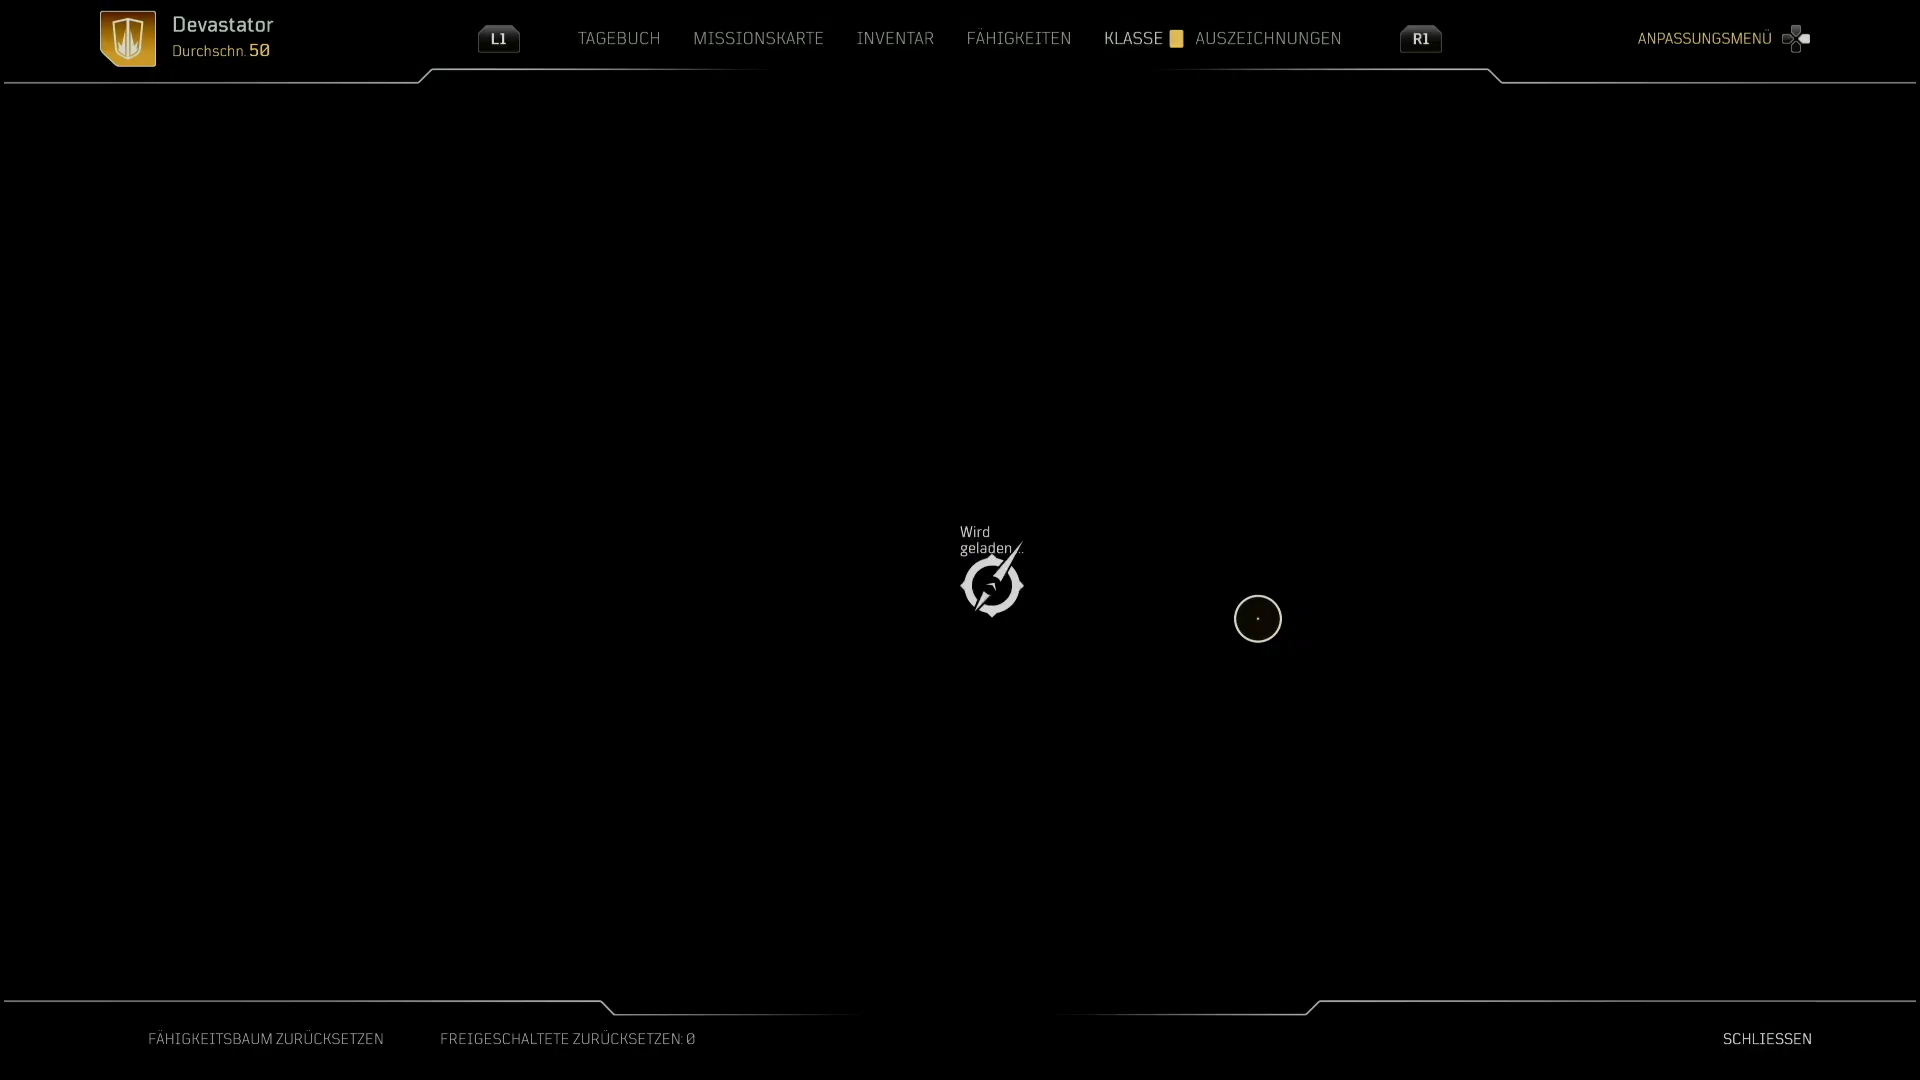 Devastator
Durchschn. 50
L1
TAGEBUCH
MISSIONSKARTE
INVENTAR
FÄHIGKEITEN
KLASSE
AUSZEICHNUNGEN
R1
ANPASSUNGSMENÜ
Wird
geladen...
FÄHIGKEITSBAUM ZURÜCKSETZEN
FREIGESCHALTETE ZURÜCKSETZEN: 0
SCHLIESSEN